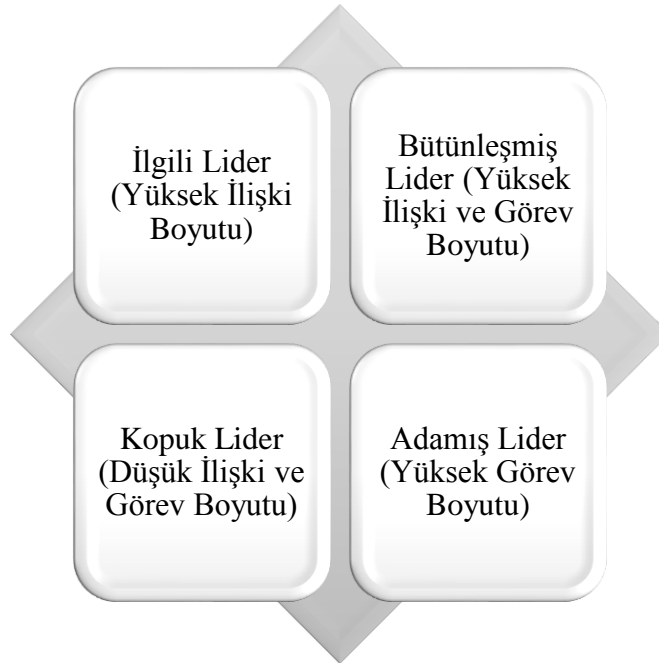 İlgili Lider
(Yüksek İlişki
Boyutu)
Bütünleşmiş
Lider (Yüksek
İlişki ve Görev
Boyutu)
Kopuk Lider
(Düşük İlişki ve
Görev Boyutu)
Adamış Lider
(Yüksek Görev
Boyutu)